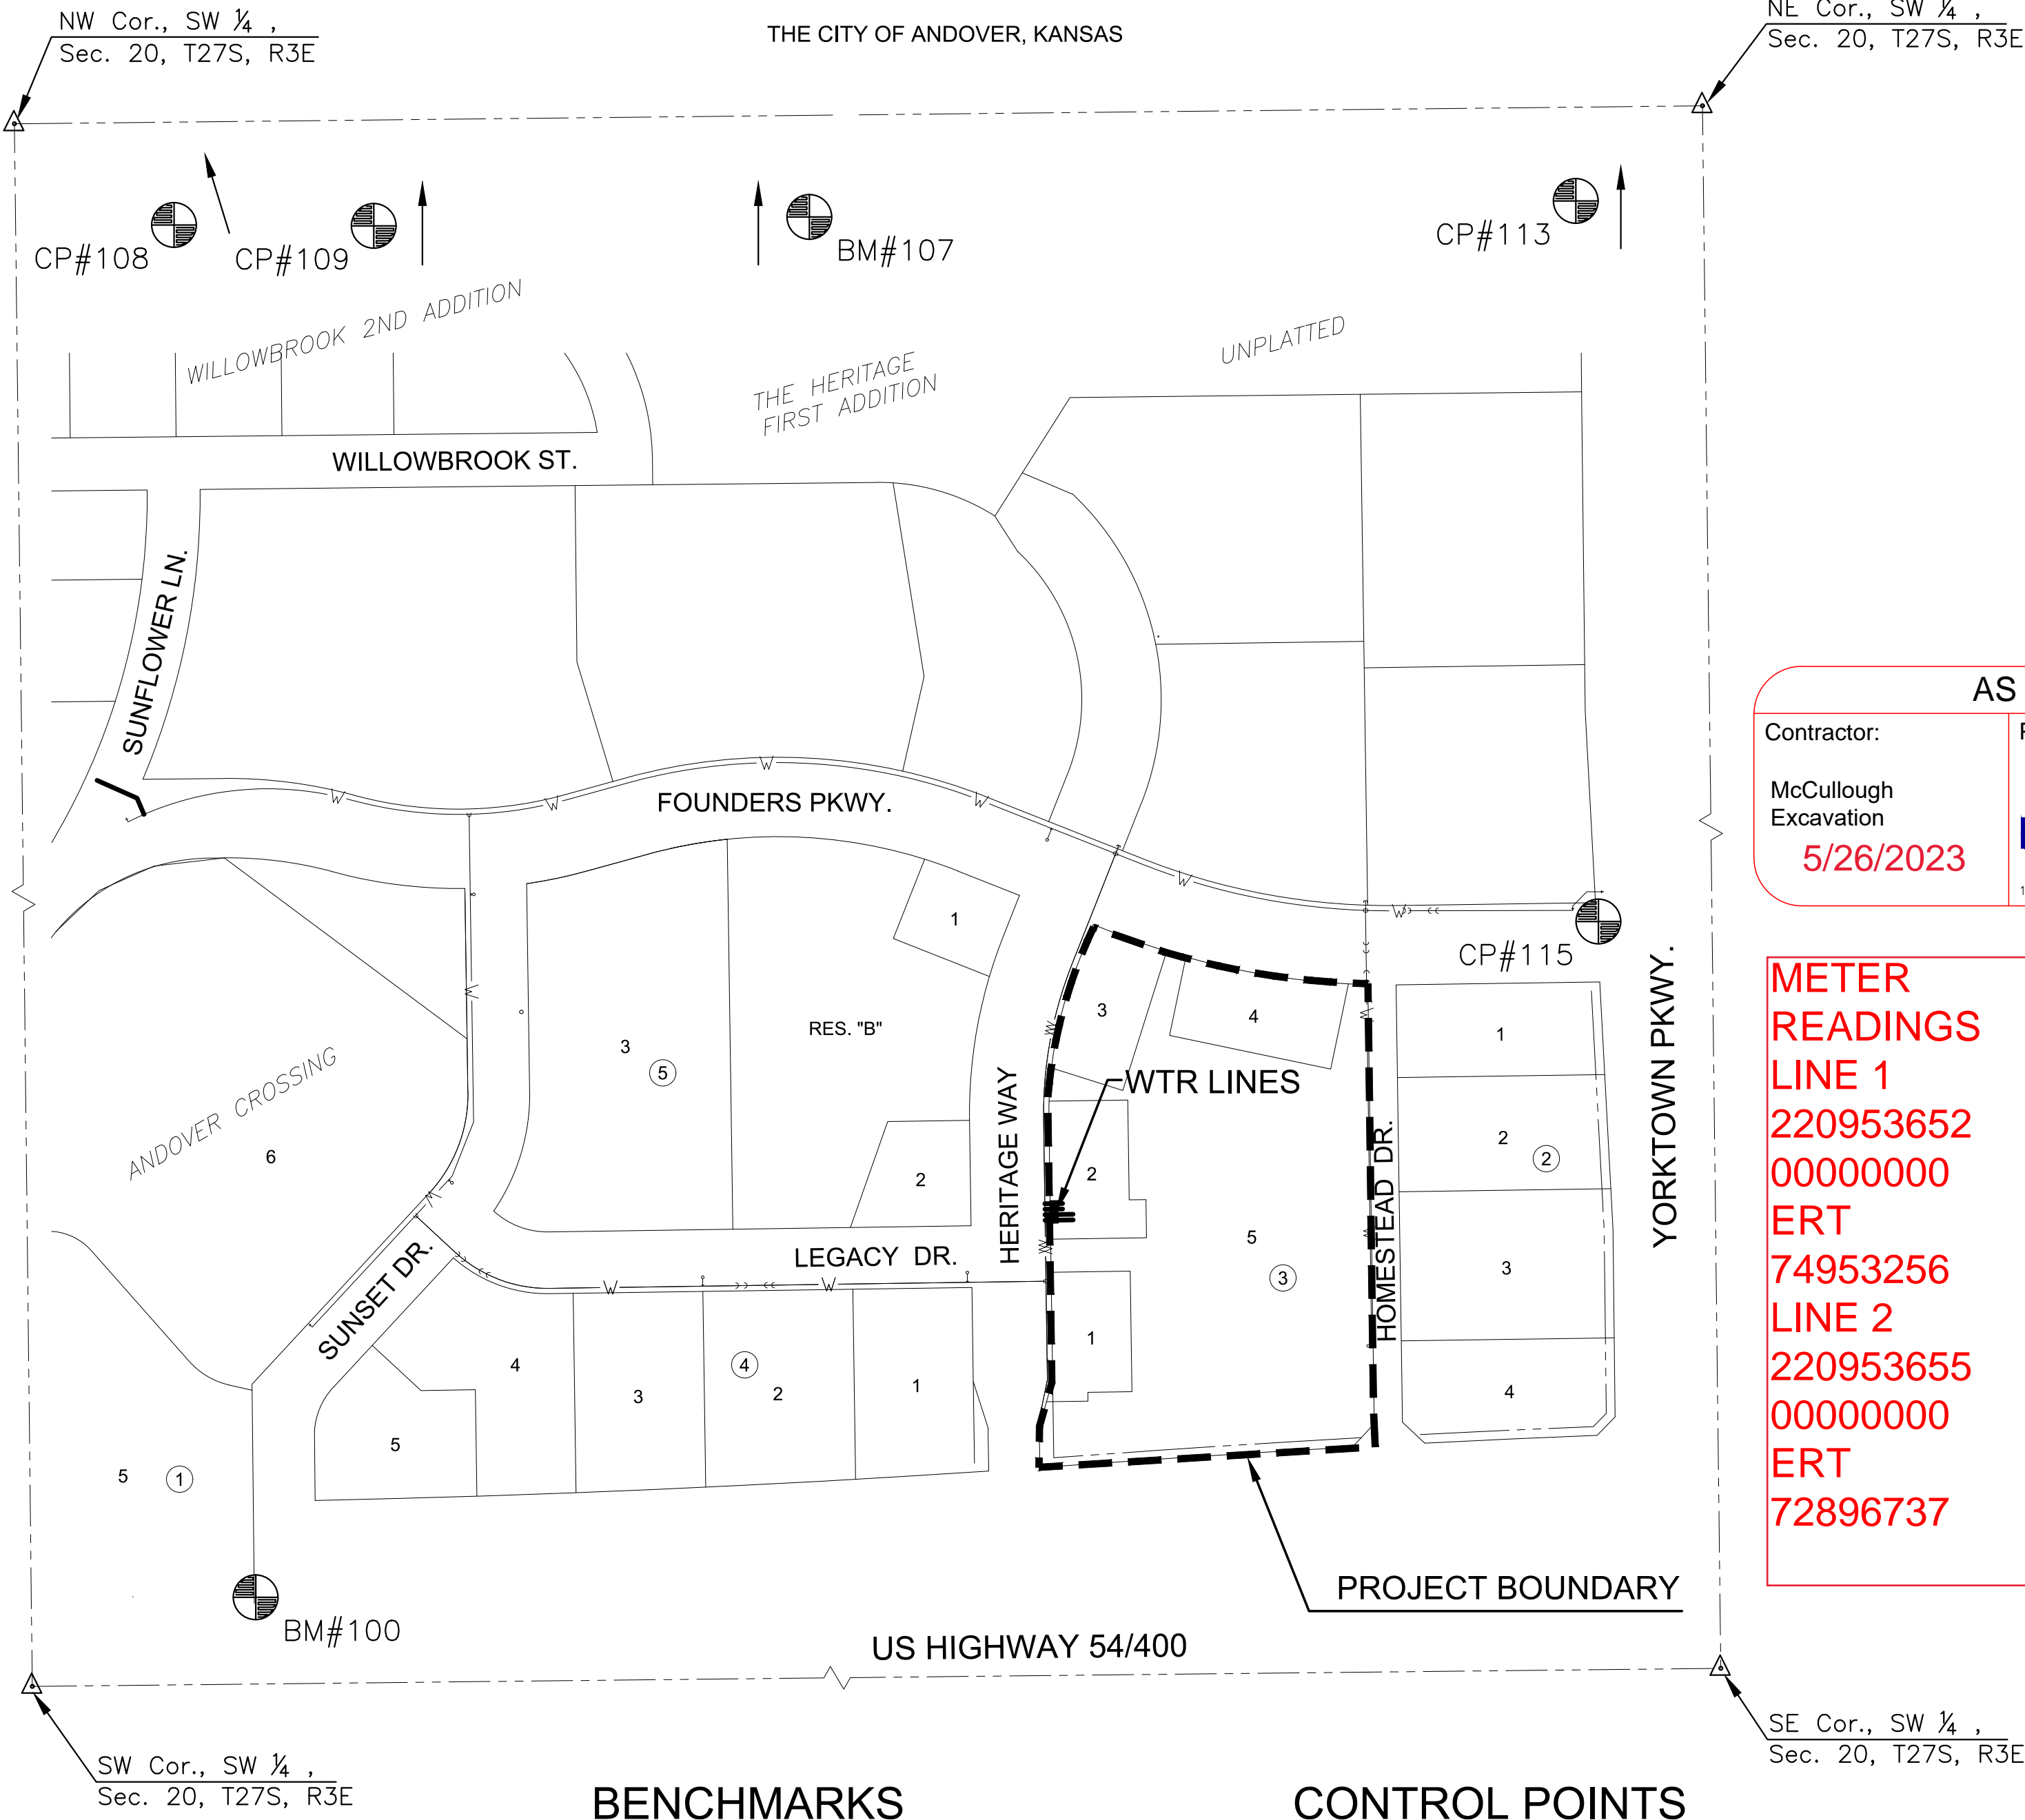 NW Cor., SW ¼ ,
Sec. 20, T27S, R3E
THE CITY OF ANDOVER, KANSAS
NE Cor., SW ¼ ,
Sec. 20, T27S, R3E
CP#108
CP#109
BM#107
CP#113
WILLOWBROOK 2ND ADDITION
THE HERITAGE
FIRST ADDITION
UNPLATTED
WILLOWBROOK ST.
SUNFLOWER LN.
FOUNDERS PKWY.
W
W
W
W
W
W
AS
Contractor:
McCullough
Excavation
5/26/2023
CP#115
YORKTOWN PKWY.
ANDOVER CROSSING
6
3
5
RES. "B"
1
2
HERITAGE WAY
3
4
WTR LINES
2
5
3
1
HOMESTEAD DR.
1
2
2
3
4
LEGACY DR.
W
W
W
W
SUNSET DR.
4
3
4
2
1
5
5
1
METER
READINGS
LINE 1
220953652
00000000
ERT
74953256
LINE 2
220953655
00000000
ERT
72896737
PROJECT BOUNDARY
BM#100
US HIGHWAY 54/400
SW Cor., SW ¼ ,
Sec. 20, T27S, R3E
SE Cor., SW ¼ ,
Sec. 20, T27S, R3E
BENCHMARKS
CONTROL POINTS